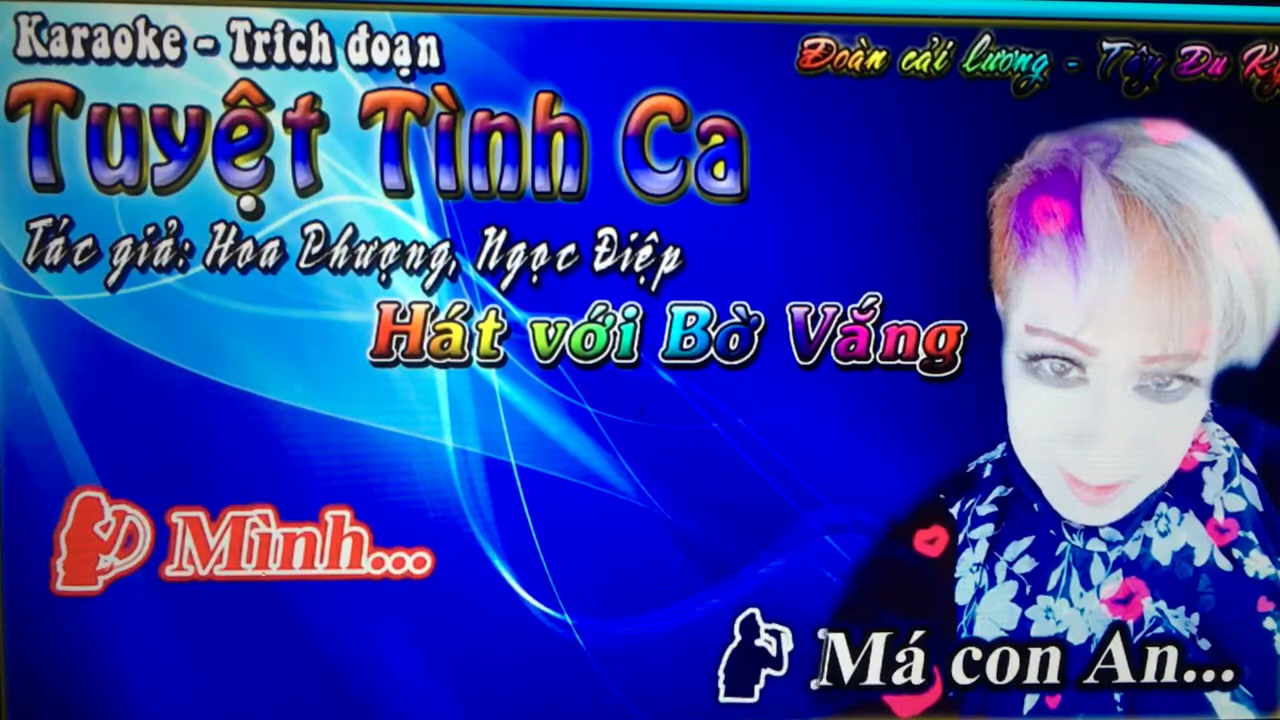 Karaoke - Trích đoạn
Đoàn cải lương - Tây Du Ký
Tuyệt Tình Ca
Tác giả: Hoa Phượng, Ngọc Điệp
Hát với Bờ Vắng
Mình...
Má con An...